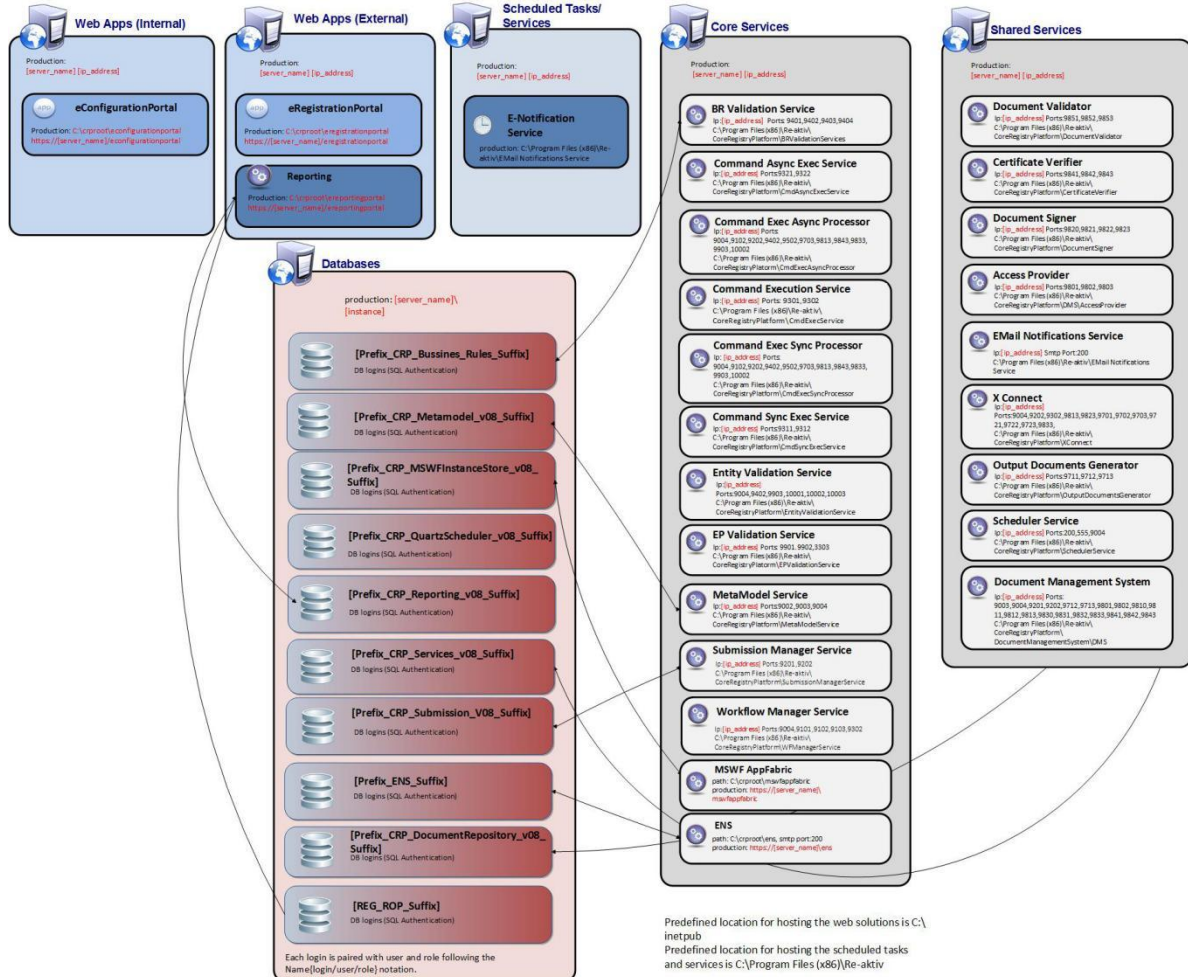 Web Apps (Internal)
Production:
[server_name] [ip_address]
eConfigurationPortal
Production: C:\crproot\econfigurationportal
https://[server_name]/econfigurationportal
Web Apps (External)
Production:
[server_name] [ip_address]
eRegistrationPortal
Production: C:\crproot\eregistrationportal
https://[server_name]/eregistrationportal
Reporting
Production: C:\crproot\ereportingportal
https://[server_name]/ereportingportal
Scheduled Tasks/
Services
Production:
[server_name] [ip_address]
E-Notification
Service
production: C:\Program Files (x86)\Re-
aktiv\EMail Notifications Service
Databases
production: [server_name]\
[instance]
[Prefix_CRP_Bussines_Rules_Suffix]
DB logins (SQL Authentication)
[Prefix_CRP_Metamodel_v08_Suffix]
DB logins (SQL Authentication)
[Prefix_CRP_MSWFInstanceStore_v08_
Suffix]
DB logins (SQL Authentication)
[Prefix_CRP_QuartzScheduler_v08_Suffix]
DB logins (SQL Authentication)
[Prefix_CRP_Reporting_v08_Suffix]
DB logins (SQL Authentication)
[Prefix_CRP_Services_v08_Suffix]
DB logins (SQL Authentication)
[Prefix_CRP_Submission_V08_Suffix]
DB logins (SQL Authentication)
[Prefix_ENS_Suffix]
DB logins (SQL Authentication)
[Prefix_CRP_DocumentRepository_v08_
Suffix]
DB logins (SQL Authentication)
[REG_ROP_Suffix]
DB logins (SQL Authentication)
Each login is paired with user and role following the
Name{login/user/role} notation.
Core Services
Production:
[server_name] [ip_address]
BR Validation Service
Ip:[ip_address] Ports 9401,9402,9403,9404
C:\Program Files (x86)\Re-aktiv\
CoreRegistryPlatform\BRValidationServices
Command Async Exec Service
Ip:[ip_address] Ports:9321,9322
C:\Program Files (x86)\Re-aktiv\
CoreRegistryPlatform\CmdAsyncExecService
Command Exec Async Processor
Ip:[ip_address] Ports
9004,9102,9202,9402,9502,9703,9813,9843,9833,
9903,10002
C:\Program Files (x86)\Re-aktiv\
CoreRegistryPlatorm\CmdExecAsyncProcessor
Command Execution Service
Ip:[ip_address] Ports: 9301,9302
C:\Program Files (x86)\Re-aktiv\
CoreRegistryPlatform\CmdExecService
Command Exec Sync Processor
Ip:[ip_address] Ports:
9004,9102,9202,9402,9502,9703,9813,9843,9833,
9903,10002
C:\Program Files (x86)\Re-aktiv\
CoreRegistryPlatform\CmdExecSyncProcessor
Command Sync Exec Service
Ip:[ip_address] Ports:9311,9312
C:\Program Files (x86)\Re-aktiv\
CoreRegistryPlatform\CmdSyncExecService
Entity Validation Service
Ip:[ip_address]
Ports:9004,9402,9903,10001,10002,10003
C:\Program Files (x86)\Re-aktiv\
CoreRegistryPlatform\EntityValidationService
EP Validation Service
Ip:[ip_address] Ports: 9901.9902,3303
C:\Program Files (x86)\Re-aktiv\
CoreRegistryPlatorm\EPValidationService
MetaModel Service
Ip:[ip_address] Ports:9002,9003,9004
C:\Program Files (x86)\Re-aktiv\
CoreRegistryPlatform\MetaModelService
Submission Manager Service
Ip:[ip_address] Ports:9201,9202
C:\Program Files (x86)\Re-aktiv\
CoreRegistryPlatform\SubmissionManagerService
Workflow Manager Service
Ip:[ip_address] Ports:9004,9101,9102,9103,9302
C:\Program Files (x86)\Re-aktiv\
CoreRegistryPlatform\WFManagerService
MSWF AppFabric
path: C:\crproot\mswfappfabric
production: https://[server_name]\
mswfappfabric
ENS
path: C:\crproot\ens, smtp port:200
production: https://[server_name]\ens
Predefined location for hosting the web solutions is C:\
inetpub
Predefined location for hosting the scheduled tasks
and services is C:\Program Files (x86)\Re-aktiv
Shared Services
Production:
[server_name] [ip_address]
Document Validator
Ip:[ip_address] Ports:9851,9852,9853
C:\Program Files (x86)\Re-aktiv\
CoreRegistryPlatform\DocumentValidator
Certificate Verifier
Ip:[ip_address] Ports:9841,9842,9843
C:\Program Files (x86)\Re-aktiv\
CoreRegistryPlatform\CertificateVerifier
Document Signer
Ip:[ip_address] Ports:9820,9821,9822,9823
C:\Program Files (x86)\Re-aktiv\
CoreRegistryPlatform\DocumentSigner
Access Provider
Ip:[ip_address] Ports:9801,9802,9803
C:\Program Files (x86)\Re-aktiv\
CoreRegistryPlatform\DMS\AccessProvider
EMail Notifications Service
Ip:[ip_address] Smtp Port:200
C:\Program Files (x86)\Re-aktiv\EMail Notifications
Service
X Connect
Ip:[ip_address]
Ports:9004,9202,9302,9813,9823,9701,9702,9703,97
21,9722,9723,9833,
C:\Program Files (x86)\Re-aktiv\
CoreRegistryPlatform\XConnect
Output Documents Generator
Ip:[ip_address] Ports:9711,9712,9713
C:\Program Files (x86)\Re-aktiv\
CoreRegistryPlatform\OutputDocumentsGenerator
Scheduler Service
Ip:[ip_address] Ports:200,555,9004
C:\Program Files (x86)\Re-aktiv\
CoreRegistryPlatform\SchedulerService
Document Management System
Ip:[ip_address] Ports:
9003,9004,9201,9202,9712,9713,9801,9802,9810,98
11,9812,9813,9830,9831,9832,9833,9841,9842,9843
C:\Program Files (x86)\Re-aktiv\
CoreRegistryPlatform\
DocumentManagementSystem\DMS